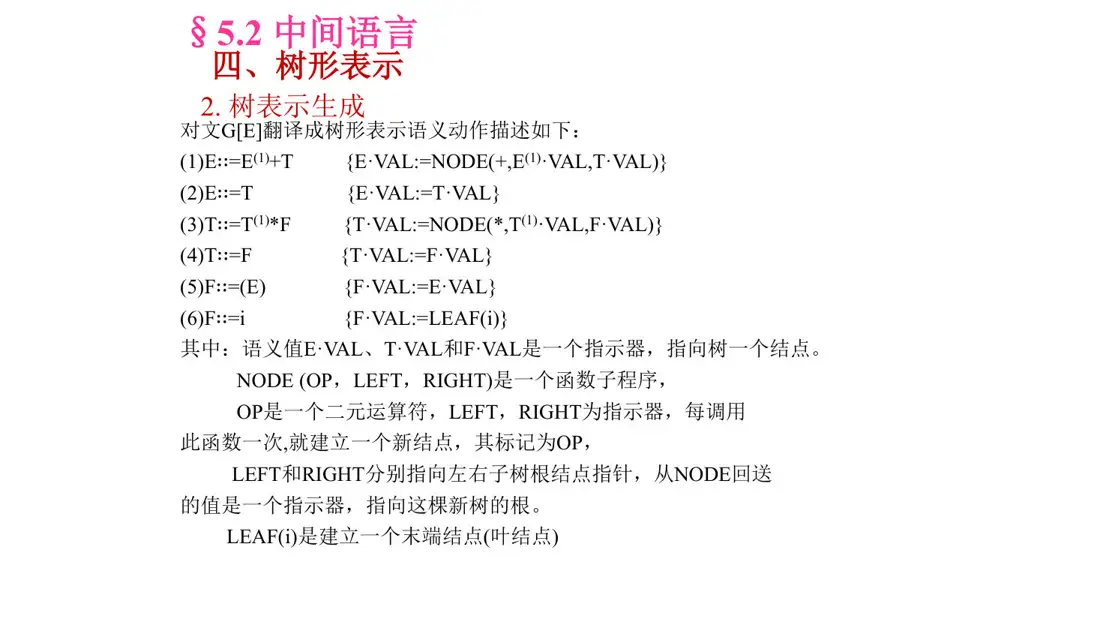 § 5.2 中间语言
四、树形表示
2. 树表示生成
对文G[E]翻译成树形表示语义动作描述如下：
(1)E::=E⁽¹⁾+T {E·VAL:=NODE(+,E⁽¹⁾·VAL,T·VAL)}
(2)E::=T {E·VAL:=T·VAL}
(3)T::=T⁽¹⁾*F {T·VAL:=NODE(*,T⁽¹⁾·VAL,F·VAL)}
(4)T::=F {T·VAL:=F·VAL}
(5)F::=(E) {F·VAL:=E·VAL}
(6)F::=i {F·VAL:=LEAF(i)}
其中：语义值E·VAL、T·VAL和F·VAL是一个指示器，指向树一个结点。
NODE (OP，LEFT，RIGHT)是一个函数子程序，
OP是一个二元运算符，LEFT，RIGHT为指示器，每调用
此函数一次,就建立一个新结点，其标记为OP，
LEFT和RIGHT分别指向左右子树根结点指针，从NODE回送
的值是一个指示器，指向这棵新树的根。
LEAF(i)是建立一个末端结点(叶结点)